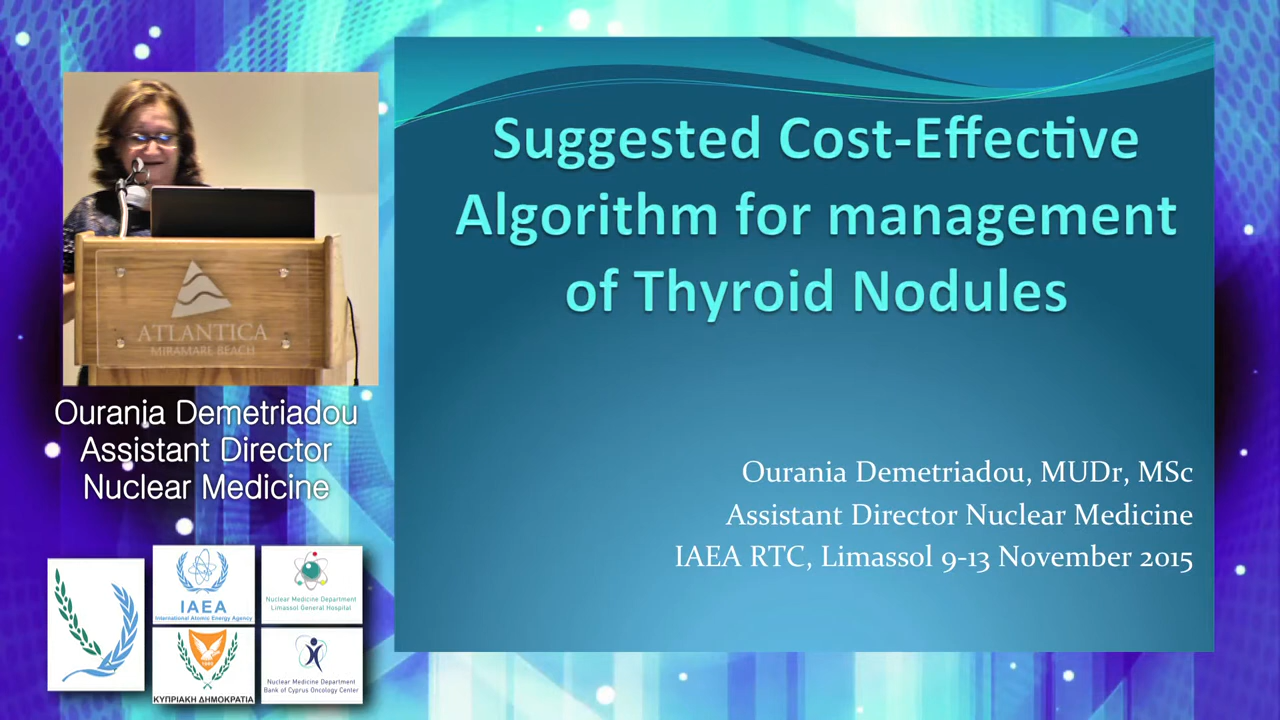 Suggested Cost-Effective
Algorithm for management
of Thyroid Nodules
Ourania Demetriadou, MUDr, MSc
Assistant Director Nuclear Medicine
IAEA RTC, Limassol 9-13 November 2015
ATLANTICA
MIRAMARE BEACH
Ourania Demetriadou
Assistant Director
Nuclear Medicine
IAEA
International Atomic Energy Agency
Nuclear Medicine Department
Limassol General Hospital
1960
ΚΥΠΡΙΑΚΗ ΔΗΜΟΚΡΑΤΙΑ
Nuclear Medicine Department
Bank of Cyprus Oncology Center